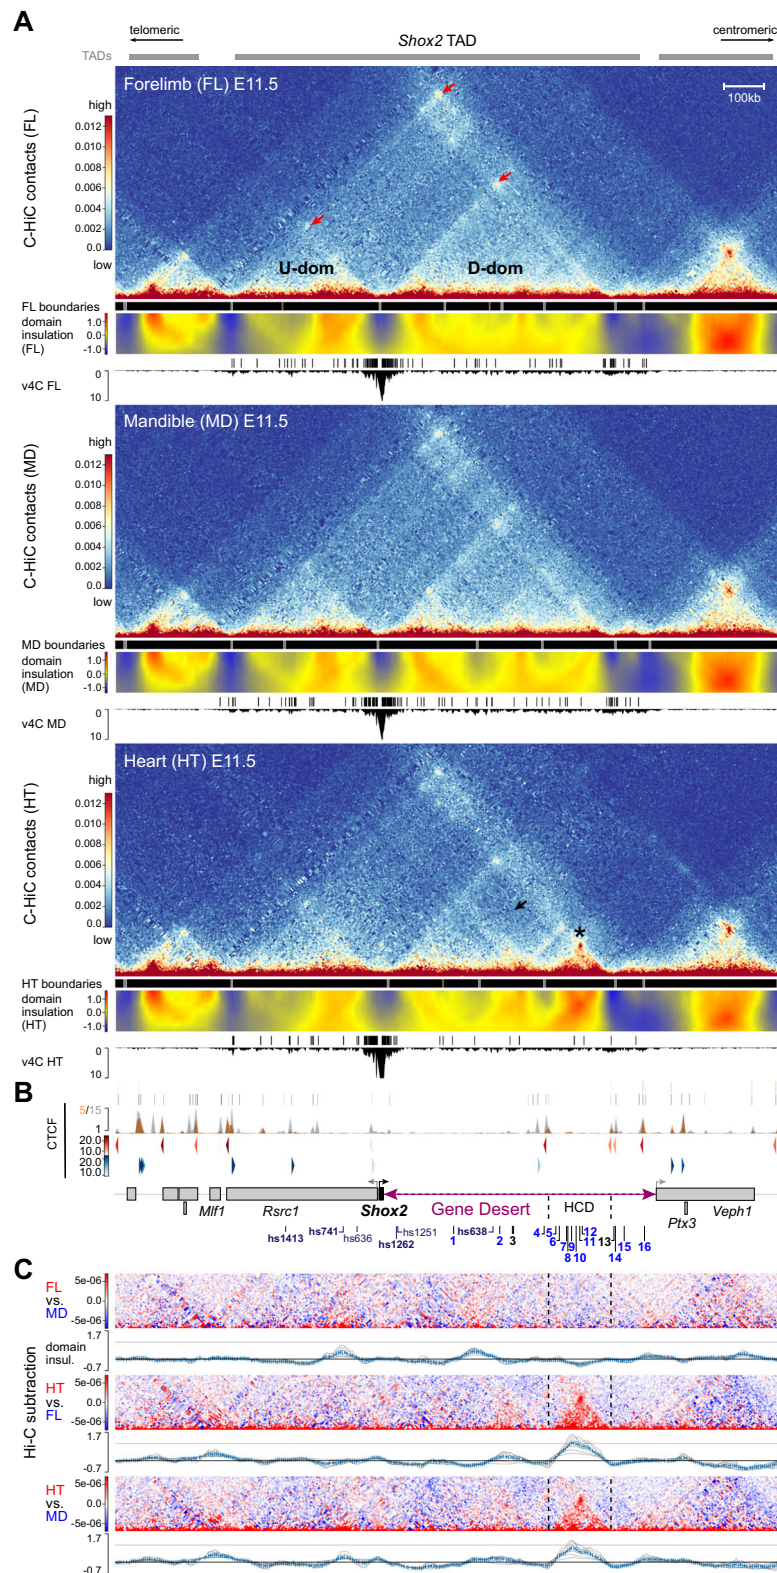 A
telomeric
Shox2 TAD
centromeric
TADs
Forelimb (FL) E11.5
100kb
high
C-HiC contacts (FL)
0.012
0.010
0.008
0.006
0.004
0.002
0.0
low
U-dom
D-dom
FL boundaries
domain
insulation
(FL)
1.0
0.0
-1.0
v4C FL
0
10
Mandible (MD) E11.5
high
C-HiC contacts (MD)
0.012
0.010
0.008
0.006
0.004
0.002
0.0
low
MD boundaries
domain
insulation
(MD)
1.0
0.0
-1.0
v4C MD
0
10
Heart (HT) E11.5
high
C-HiC contacts (HT)
0.012
0.010
0.008
0.006
0.004
0.002
0.0
low
*
HT boundaries
domain
insulation
(HT)
1.0
0.0
-1.0
v4C HT
0
10
B
CTCF
5/15
1
20.0
10.0
20.0
10.0
Mlf1
Rsrc1
Shox2
Gene Desert
HCD
Ptx3
Veph1
hs1413
hs741
hs636
hs1251
hs1262
1
hs638
2
3
4
5
6
7
8
9
10
11
12
13
14
15
16
C
Hi-C subtraction
FL
vs.
MD
5e-06
0.0
-5e-06
domain
insul.
1.7
-0.7
HT
vs.
FL
5e-06
0.0
-5e-06
1.7
-0.7
HT
vs.
MD
5e-06
0.0
-5e-06
1.7
-0.7